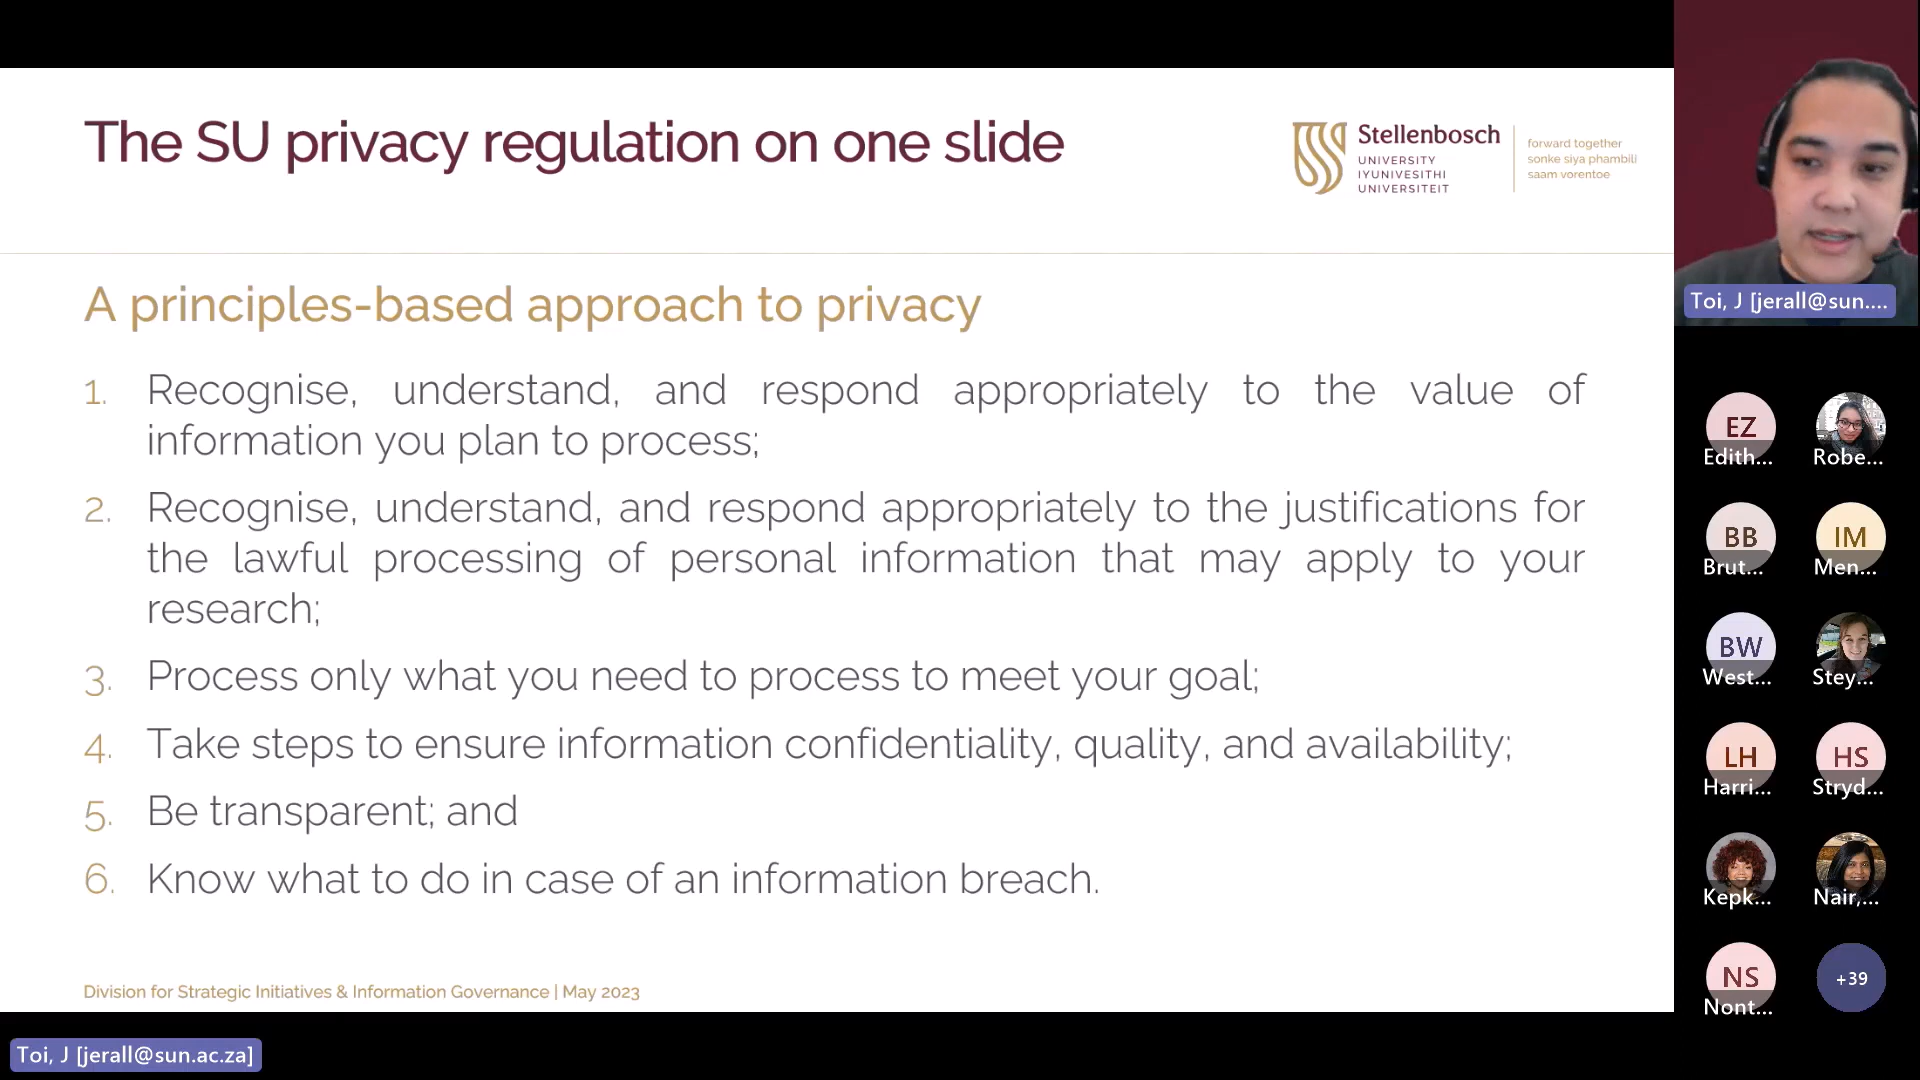 The SU privacy regulation on one slide
Stellenbosch
UNIVERSITY
IYUNIVESITHI
UNIVERSITEIT
forward together
sonke siya phambili
saam vorentoe
A principles-based approach to privacy
1. Recognise, understand, and respond appropriately to the value of
information you plan to process;
2. Recognise, understand, and respond appropriately to the justifications for
the lawful processing of personal information that may apply to your
research;
3. Process only what you need to process to meet your goal;
4. Take steps to ensure information confidentiality, quality, and availability;
5. Be transparent; and
6. Know what to do in case of an information breach.
Division for Strategic Initiatives & Information Governance | May 2023
Toi, J [jerall@sun.ac.za]
Toi, J [jerall@sun....
EZ
Edith...
Robe...
BB
Brut...
IM
Men...
BW
West...
Stey...
LH
Harri...
HS
Stryd...
Kepk...
Nair,...
NS
Nont...
+39